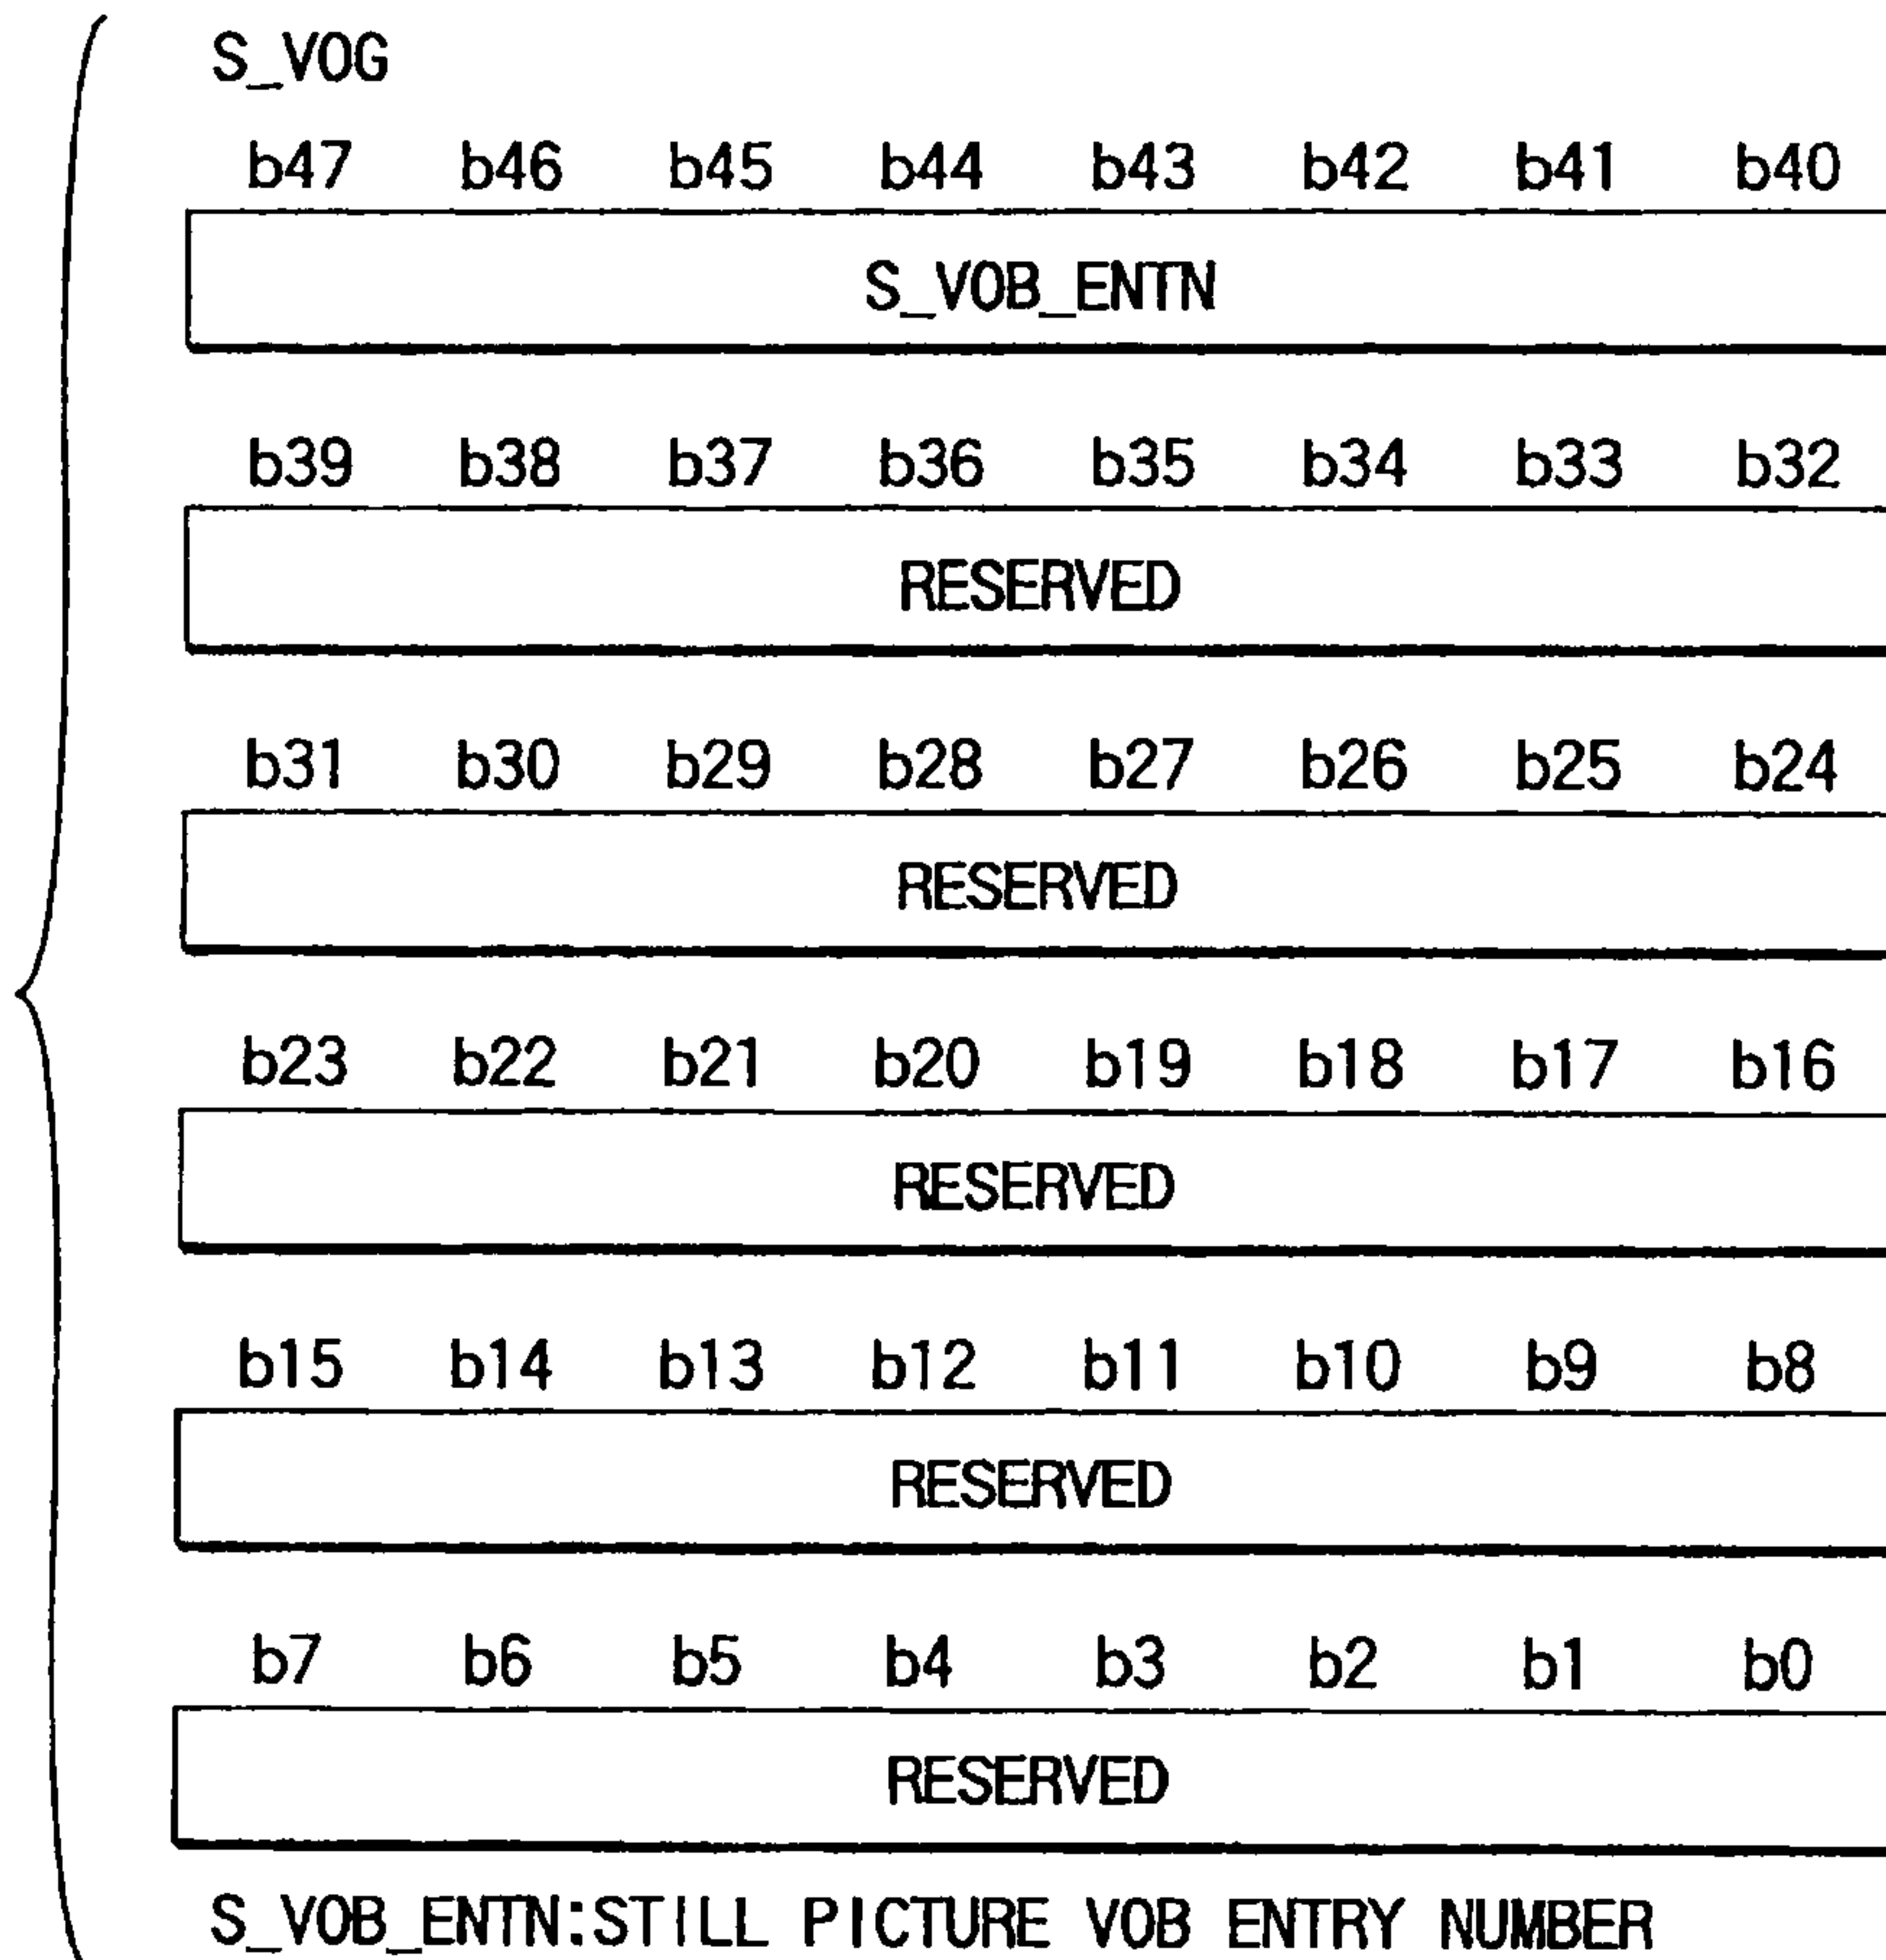 S_VOG
b47 b46 b45 b44 b43 b42 b41 b40
S_VOB_ENTN
b39 b38 b37 b36 b35 b34 b33 b32
RESERVED
b31 b30 b29 b28 b27 b26 b25 b24
RESERVED
b23 b22 b21 b20 b19 b18 b17 b16
RESERVED
b15 b14 b13 b12 b11 b10 b9 b8
RESERVED
b7 b6 b5 b4 b3 b2 b1 b0
RESERVED
S_VOB_ENTN:STILL PICTURE VOB ENTRY NUMBER